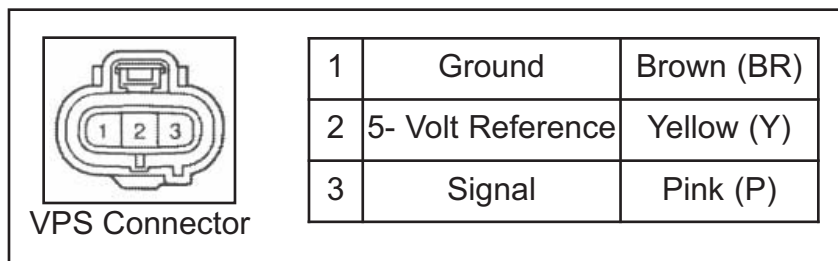 1 2 3
VPS Connector
1 Ground Brown (BR)
2 5- Volt Reference Yellow (Y)
3 Signal Pink (P)